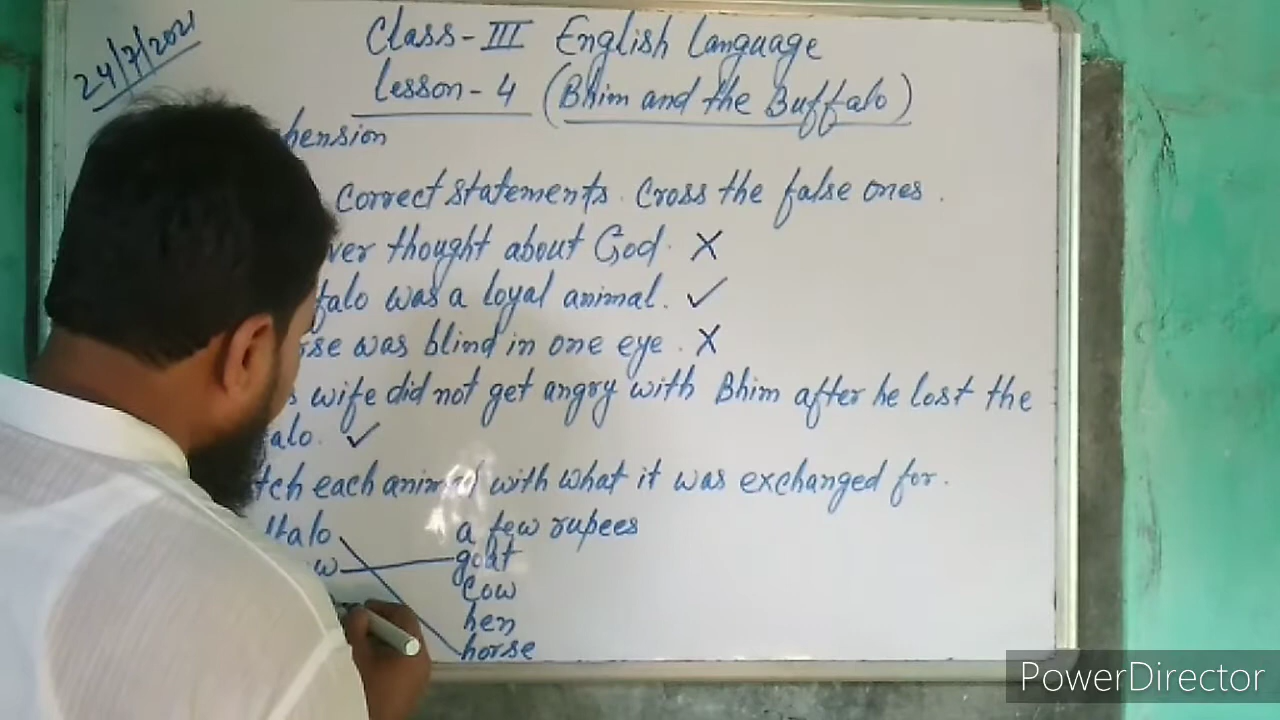 24/7/2021
Class-III English Language
Lesson-4 (Bhim and the Buffalo)
hension
correct statements. Cross the false ones.
ver thought about God. ✗
falo was a loyal animal. ✓
se was blind in one eye. ✗
s wife did not get angry with Bhim after he lost the
alo. ✓
tch each animal with what it was exchanged for.
ffalo a few rupees
w goat
cow
hen
horse
PowerDirector